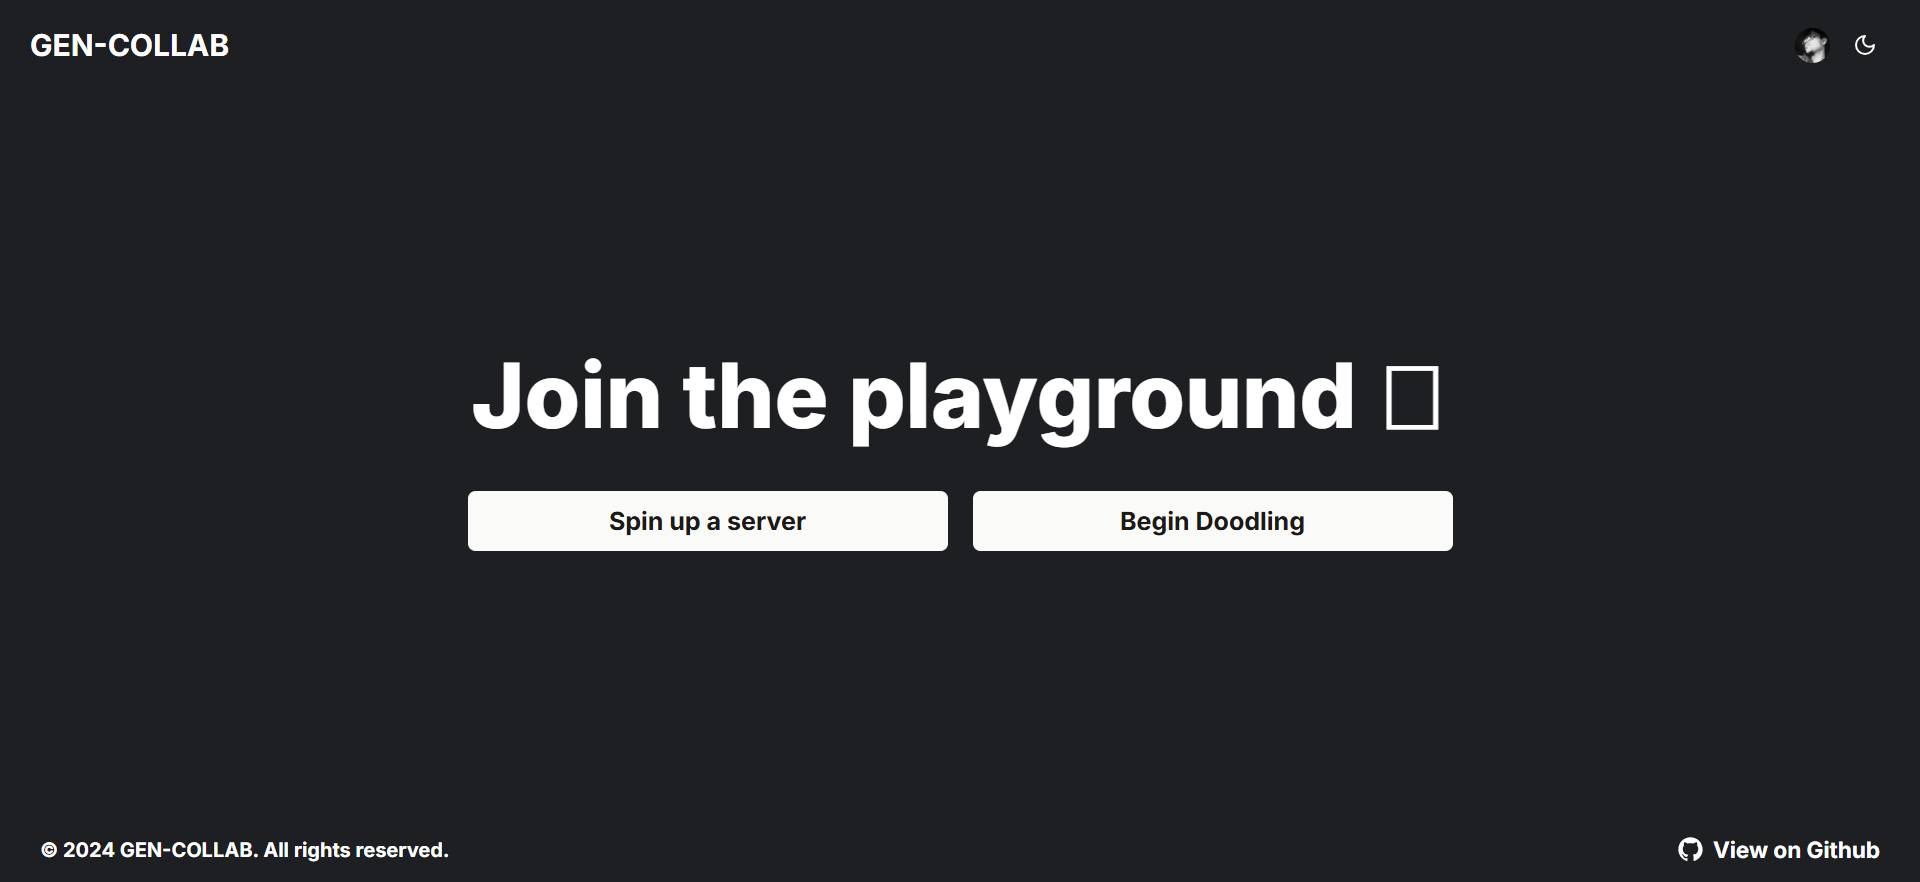 GEN-COLLAB
Join the playground
Spin up a server
Begin Doodling
© 2024 GEN-COLLAB. All rights reserved.
View on Github